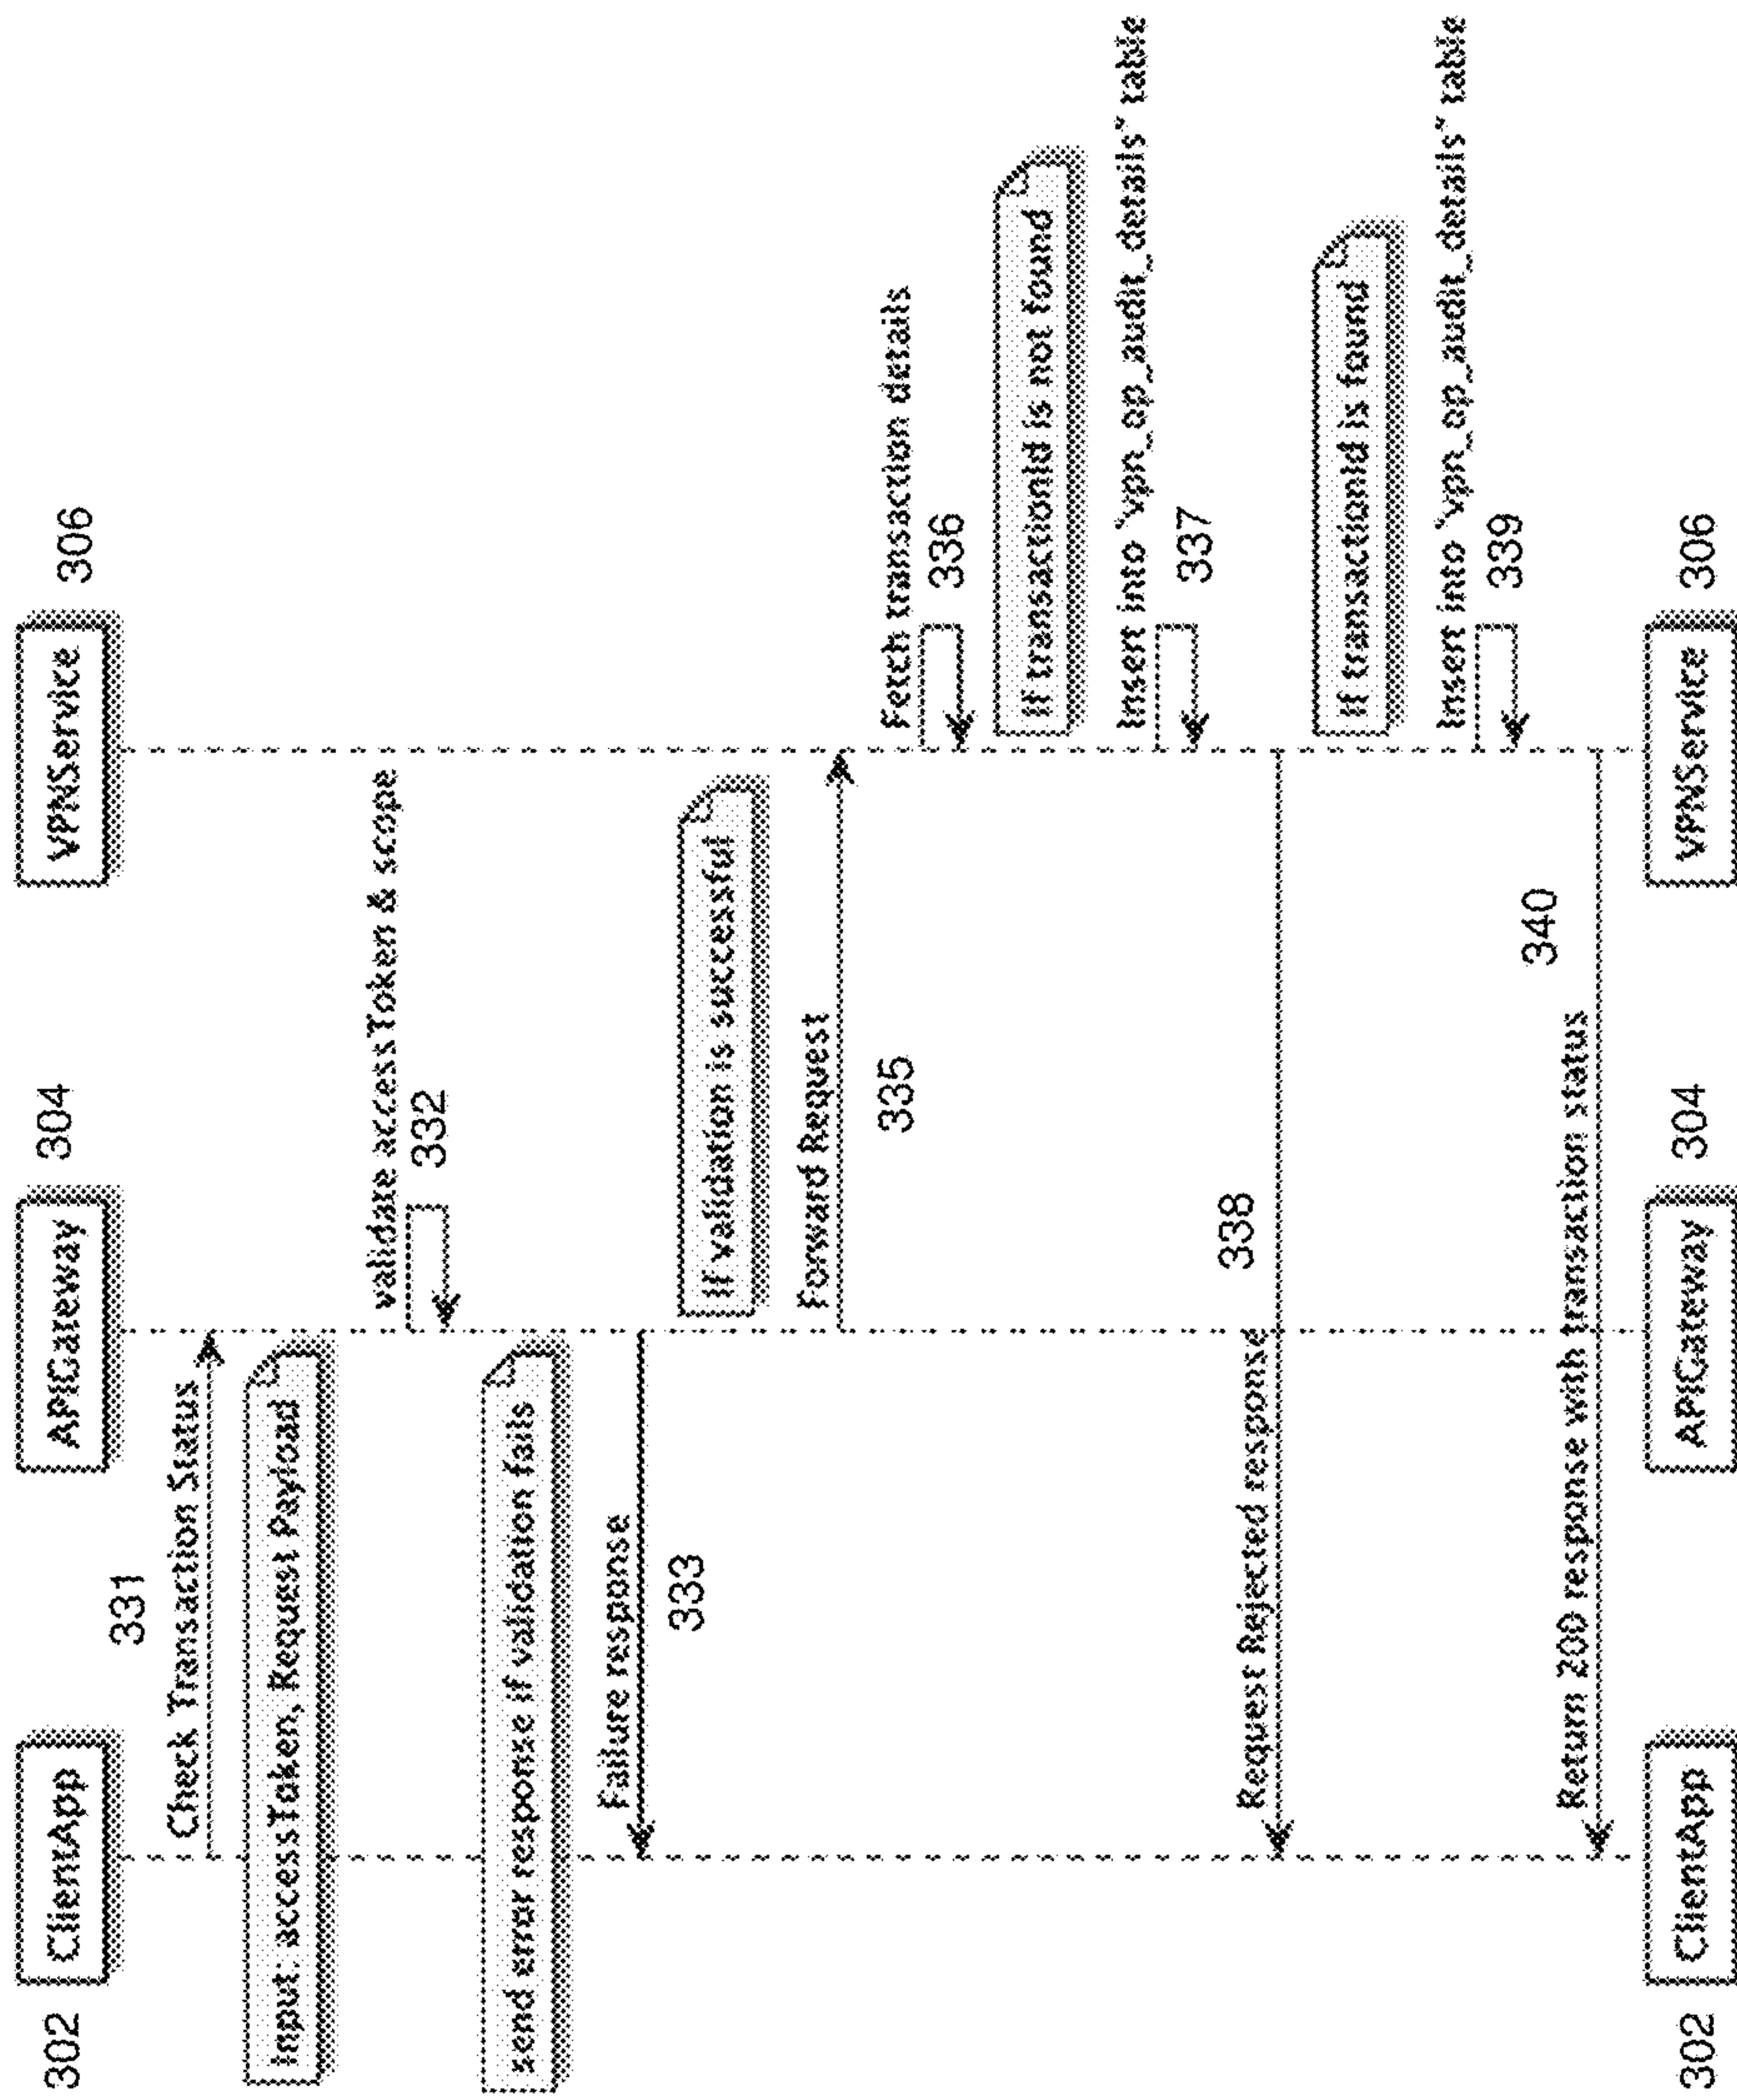 302
ClientApp
APIGateway
304
VPNService
306
331
Check Transaction Status
Input: accessToken, Request Payload
validate accessToken & scope
332
send error response if validation fails
Failure response
333
If validation is successful
Forward Request
335
Fetch transaction details
336
If transactionId is not found
Insert into "vpn_op_audit_details" table
337
338
Request Rejected response
If transactionId is found
Insert into "vpn_op_audit_details" table
339
340
Return 200 response with transaction status
302
ClientApp
APIGateway
304
VPNService
306